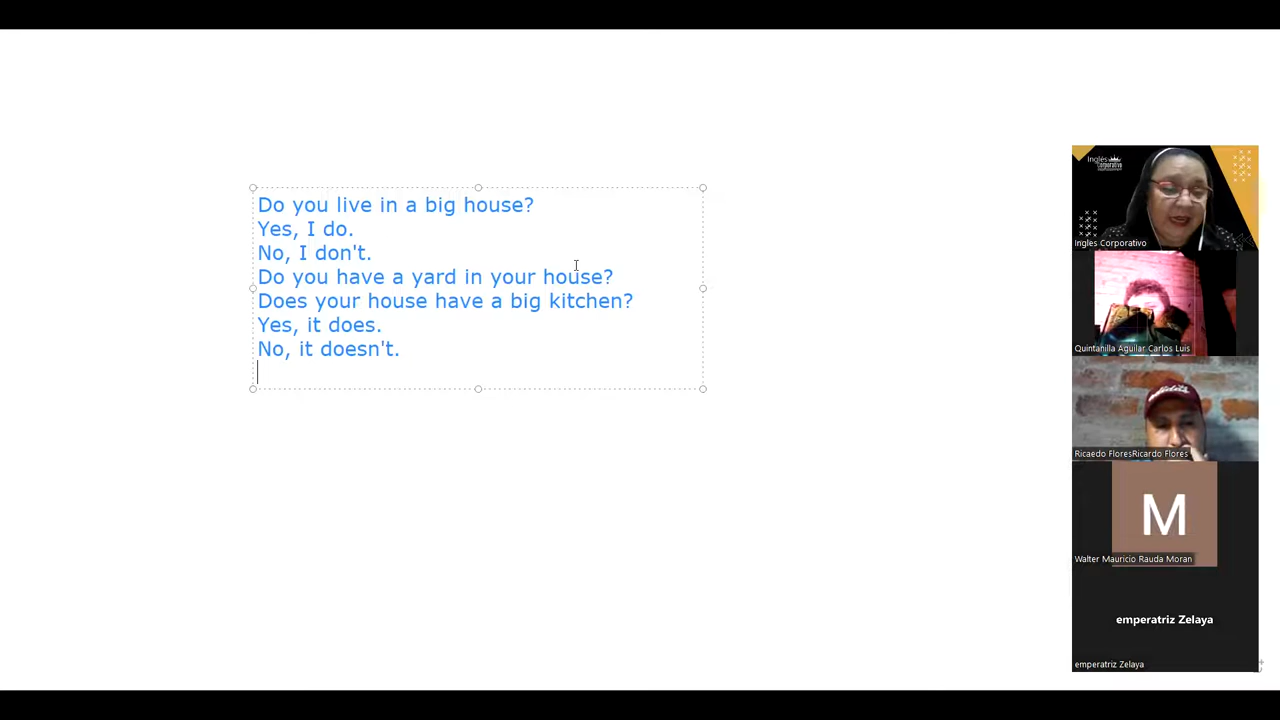 Do you live in a big house?
Yes, I do.
No, I don't.
Do you have a yard in your house?
Does your house have a big kitchen?
Yes, it does.
No, it doesn't.
Inglés
Corporativo
Ingles Corporativo
Quintanilla Aguilar Carlos Luis
Ricaedo FloresRicardo Flores
M
Walter Mauricio Rauda Moran
emperatriz Zelaya
emperatriz Zelaya